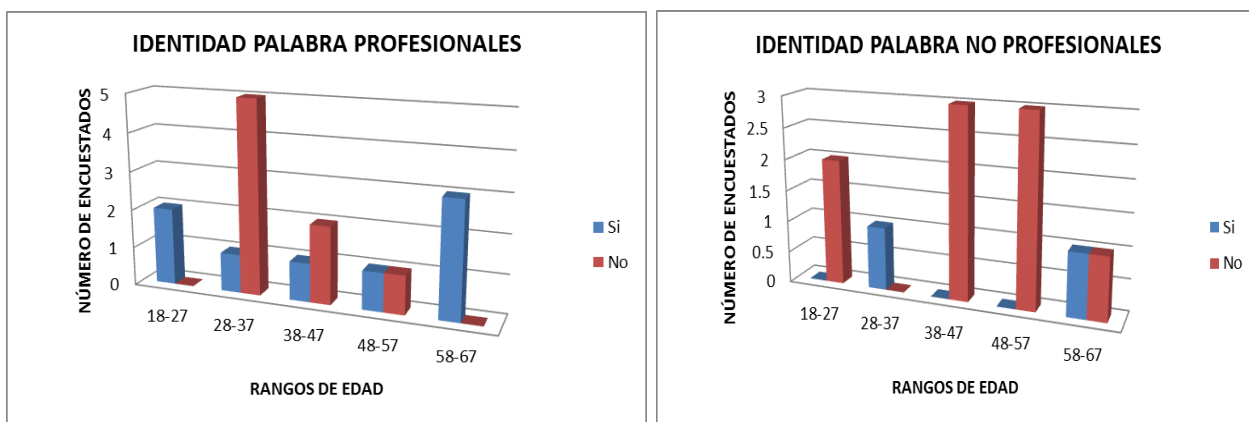 IDENTIDAD PALABRA PROFESIONALES
NÚMERO DE ENCUESTADOS
5
4
3
2
1
0
18-27
28-37
38-47
48-57
58-67
RANGOS DE EDAD
Si
No
IDENTIDAD PALABRA NO PROFESIONALES
NÚMERO DE ENCUESTADOS
3
2.5
2
1.5
1
0.5
0
18-27
28-37
38-47
48-57
58-67
RANGOS DE EDAD
Si
No